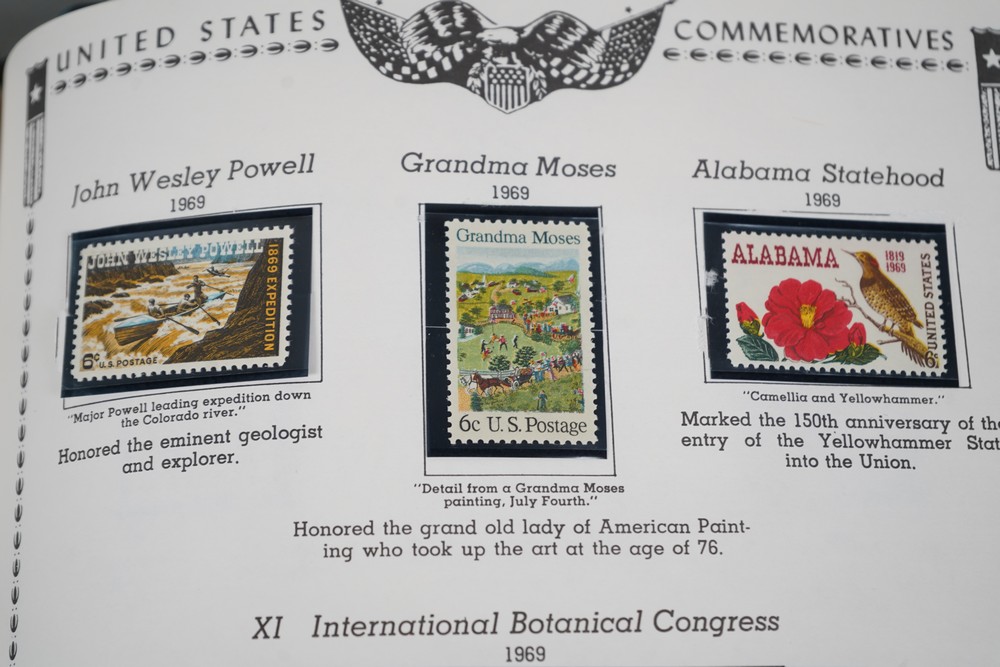 UNITED STATES COMMEMORATIVES
John Wesley Powell
1969
JOHN WESLEY POWELL
1869 EXPEDITION
6c U.S. POSTAGE
"Major Powell leading expedition down
the Colorado river."
Honored the eminent geologist
and explorer.
Grandma Moses
1969
Grandma Moses
6c U.S. Postage
"Detail from a Grandma Moses
painting, July Fourth."
Honored the grand old lady of American Paint-
ing who took up the art at the age of 76.
Alabama Statehood
1969
ALABAMA
1819
1969
UNITED STATES
6c
"Camellia and Yellowhammer."
Marked the 150th anniversary of the
entry of the Yellowhammer Stat
into the Union.
XI International Botanical Congress
1969